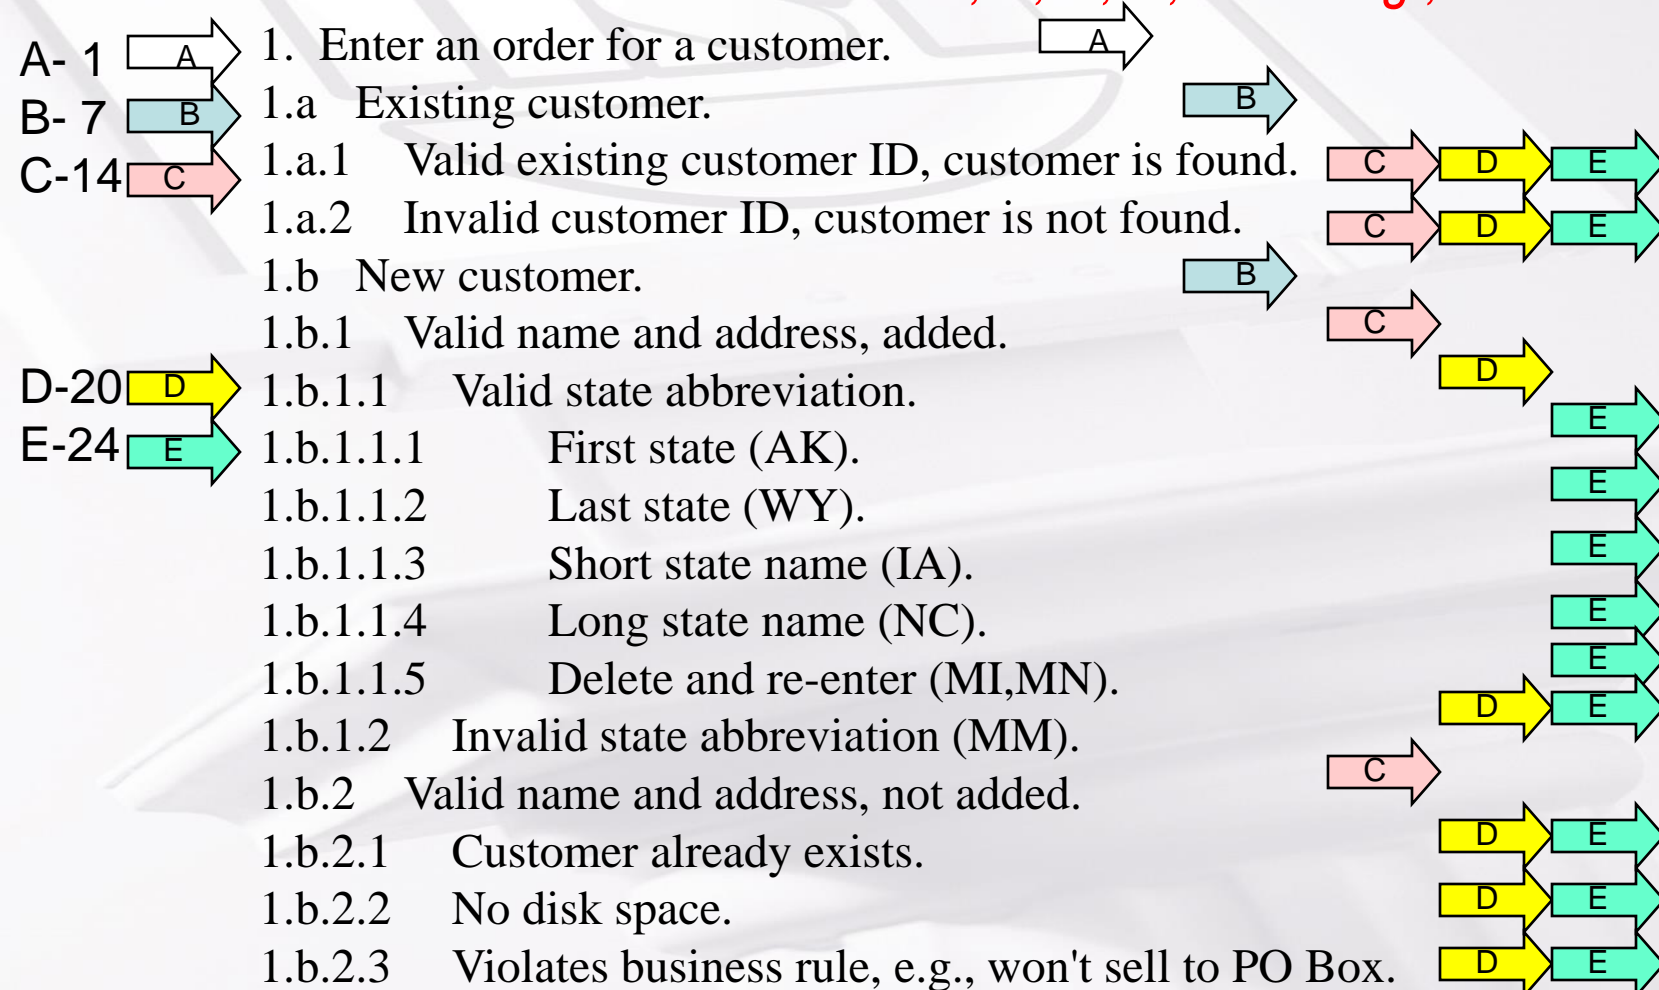 A- 1 A 1. Enter an order for a customer. A
B- 7 B 1.a Existing customer. B
C-14 C 1.a.1 Valid existing customer ID, customer is found. C D E
1.a.2 Invalid customer ID, customer is not found. C D E
1.b New customer. B
1.b.1 Valid name and address, added. C
D-20 D 1.b.1.1 Valid state abbreviation. D
E-24 E 1.b.1.1.1 First state (AK). E
1.b.1.1.2 Last state (WY). E
1.b.1.1.3 Short state name (IA). E
1.b.1.1.4 Long state name (NC). E
1.b.1.1.5 Delete and re-enter (MI,MN). E
1.b.1.2 Invalid state abbreviation (MM). D E
1.b.2 Valid name and address, not added. C
1.b.2.1 Customer already exists. D E
1.b.2.2 No disk space. D E
1.b.2.3 Violates business rule, e.g., won't sell to PO Box. D E